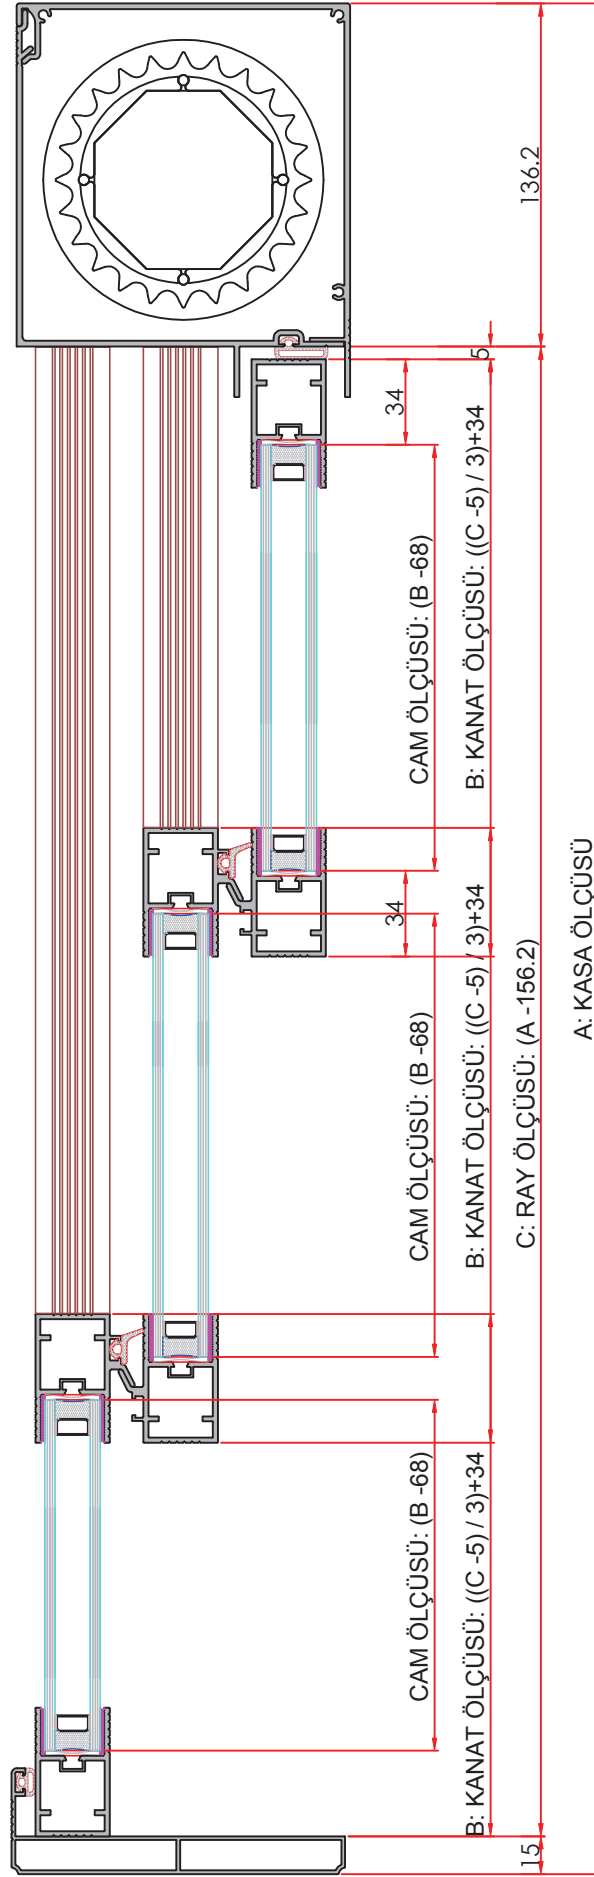 136.2
5
34
CAM ÖLÇÜSÜ: (B -68)
B: KANAT ÖLÇÜSÜ: ((C -5) / 3)+34
34
CAM ÖLÇÜSÜ: (B -68)
B: KANAT ÖLÇÜSÜ: ((C -5) / 3)+34
C: RAY ÖLÇÜSÜ: (A -156.2)
A: KASA ÖLÇÜSÜ
CAM ÖLÇÜSÜ: (B -68)
B: KANAT ÖLÇÜSÜ: ((C -5) / 3)+34
15